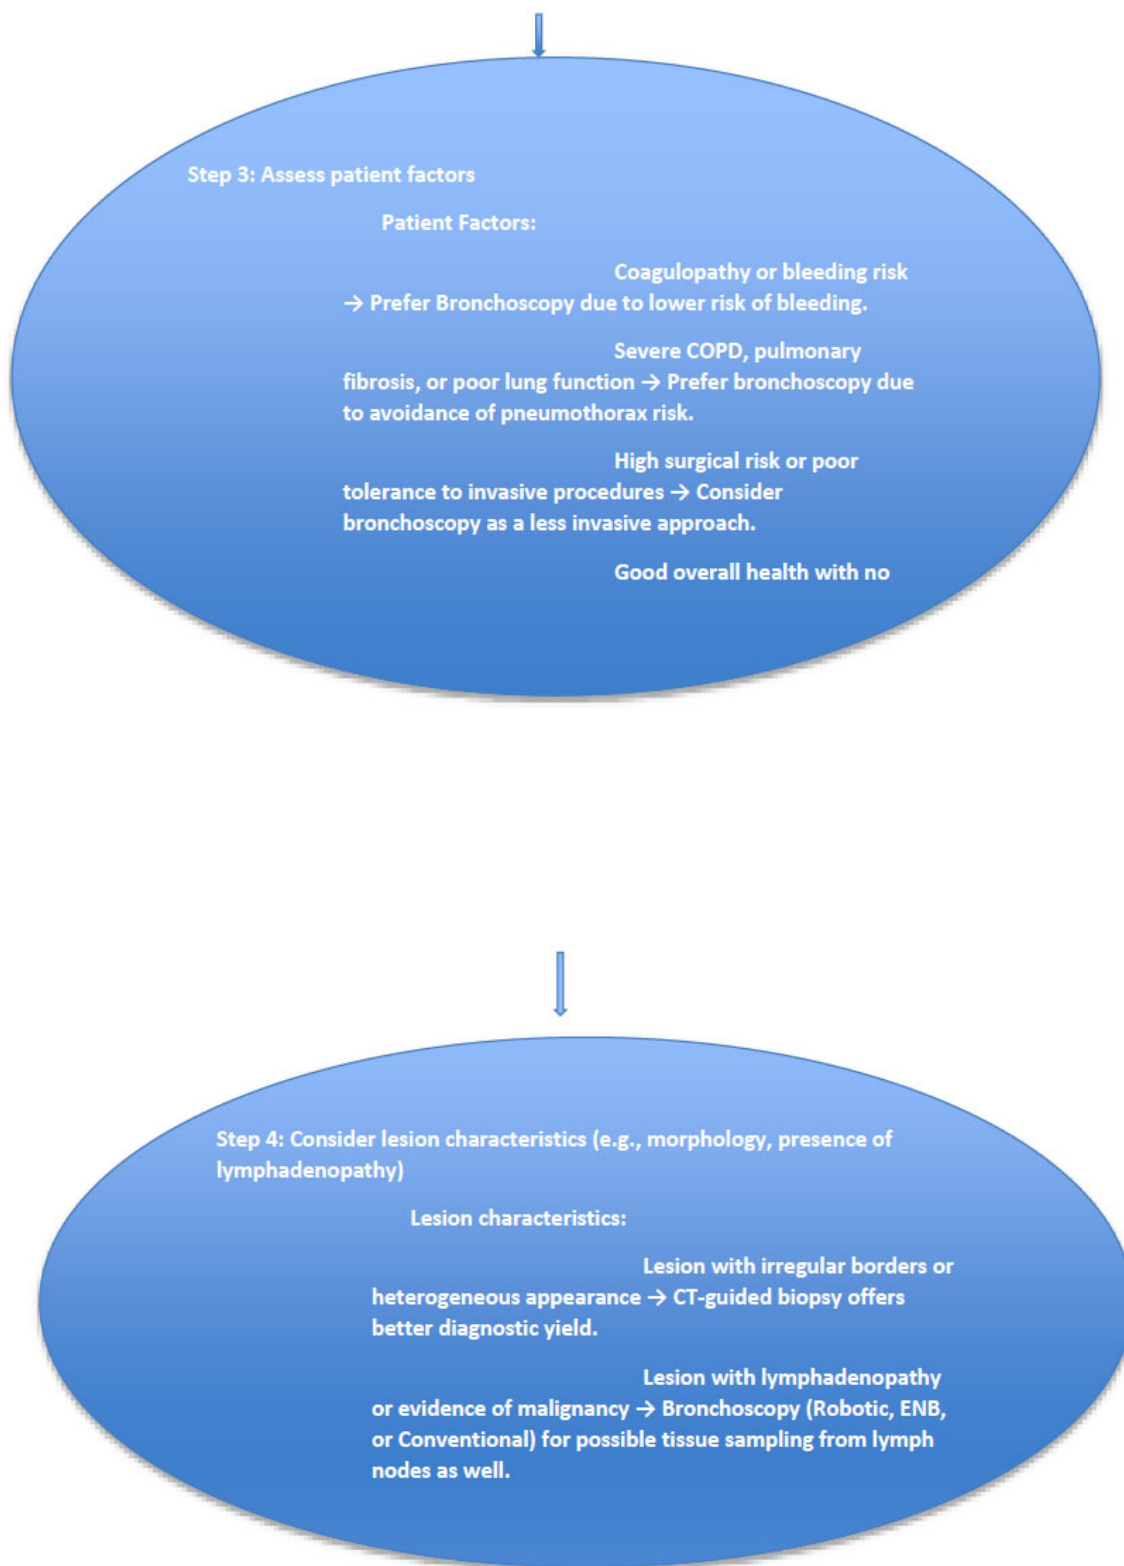 Step 3: Assess patient factors
Patient Factors:
Coagulopathy or bleeding risk
→ Prefer Bronchoscopy due to lower risk of bleeding.
Severe COPD, pulmonary
fibrosis, or poor lung function → Prefer bronchoscopy due
to avoidance of pneumothorax risk.
High surgical risk or poor
tolerance to invasive procedures → Consider
bronchoscopy as a less invasive approach.
Good overall health with no
Step 4: Consider lesion characteristics (e.g., morphology, presence of
lymphadenopathy)
Lesion characteristics:
Lesion with irregular borders or
heterogeneous appearance → CT-guided biopsy offers
better diagnostic yield.
Lesion with lymphadenopathy
or evidence of malignancy → Bronchoscopy (Robotic, ENB,
or Conventional) for possible tissue sampling from lymph
nodes as well.